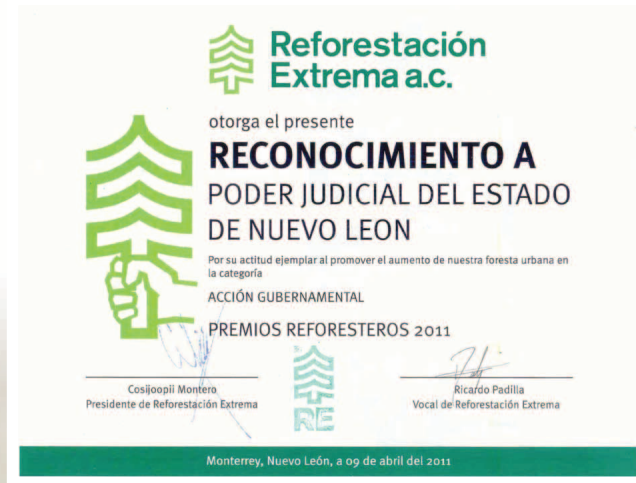 Reforestación
Extrema a.c.
otorga el presente
RECONOCIMIENTO A
PODER JUDICIAL DEL ESTADO
DE NUEVO LEON
Por su actitud ejemplar al promover el aumento de nuestra foresta urbana en
la categoría
ACCIÓN GUBERNAMENTAL
PREMIOS REFORESTEROS 2011
Cosijoopii Montero
Presidente de Reforestación Extrema
RE
Ricardo Padilla
Vocal de Reforestación Extrema
Monterrey, Nuevo León, a 09 de abril del 2011